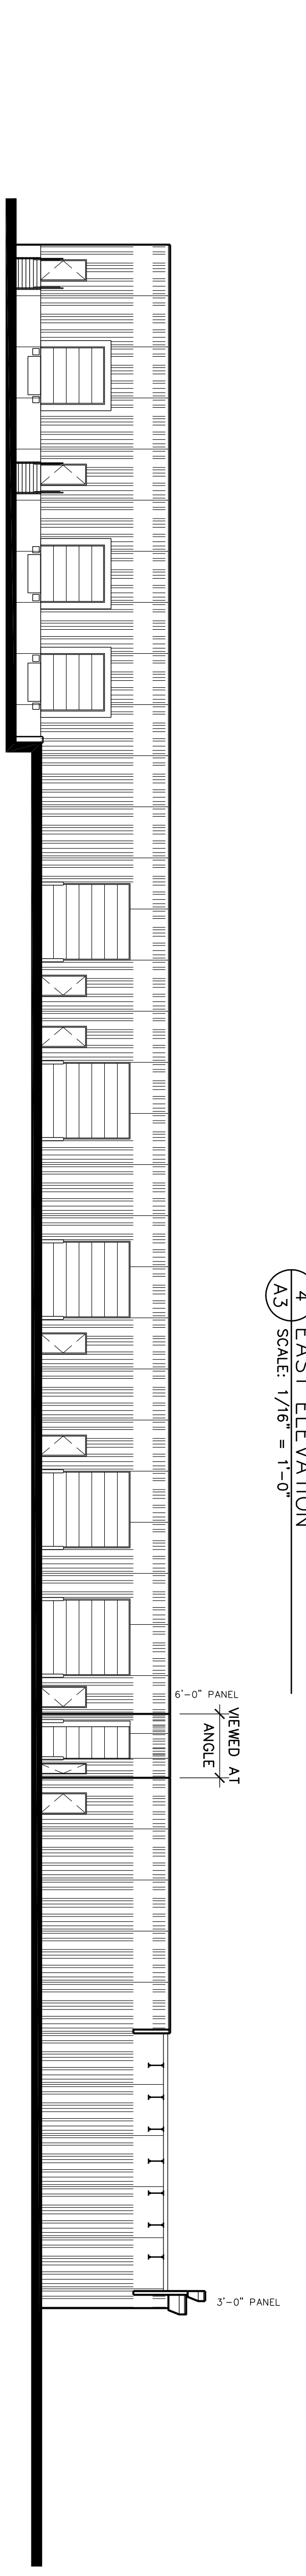 4 EAST ELEVATION
A3 SCALE: 1/16" = 1'-0"
6'-0" PANEL
VIEWED AT
ANGLE
3'-0" PANEL